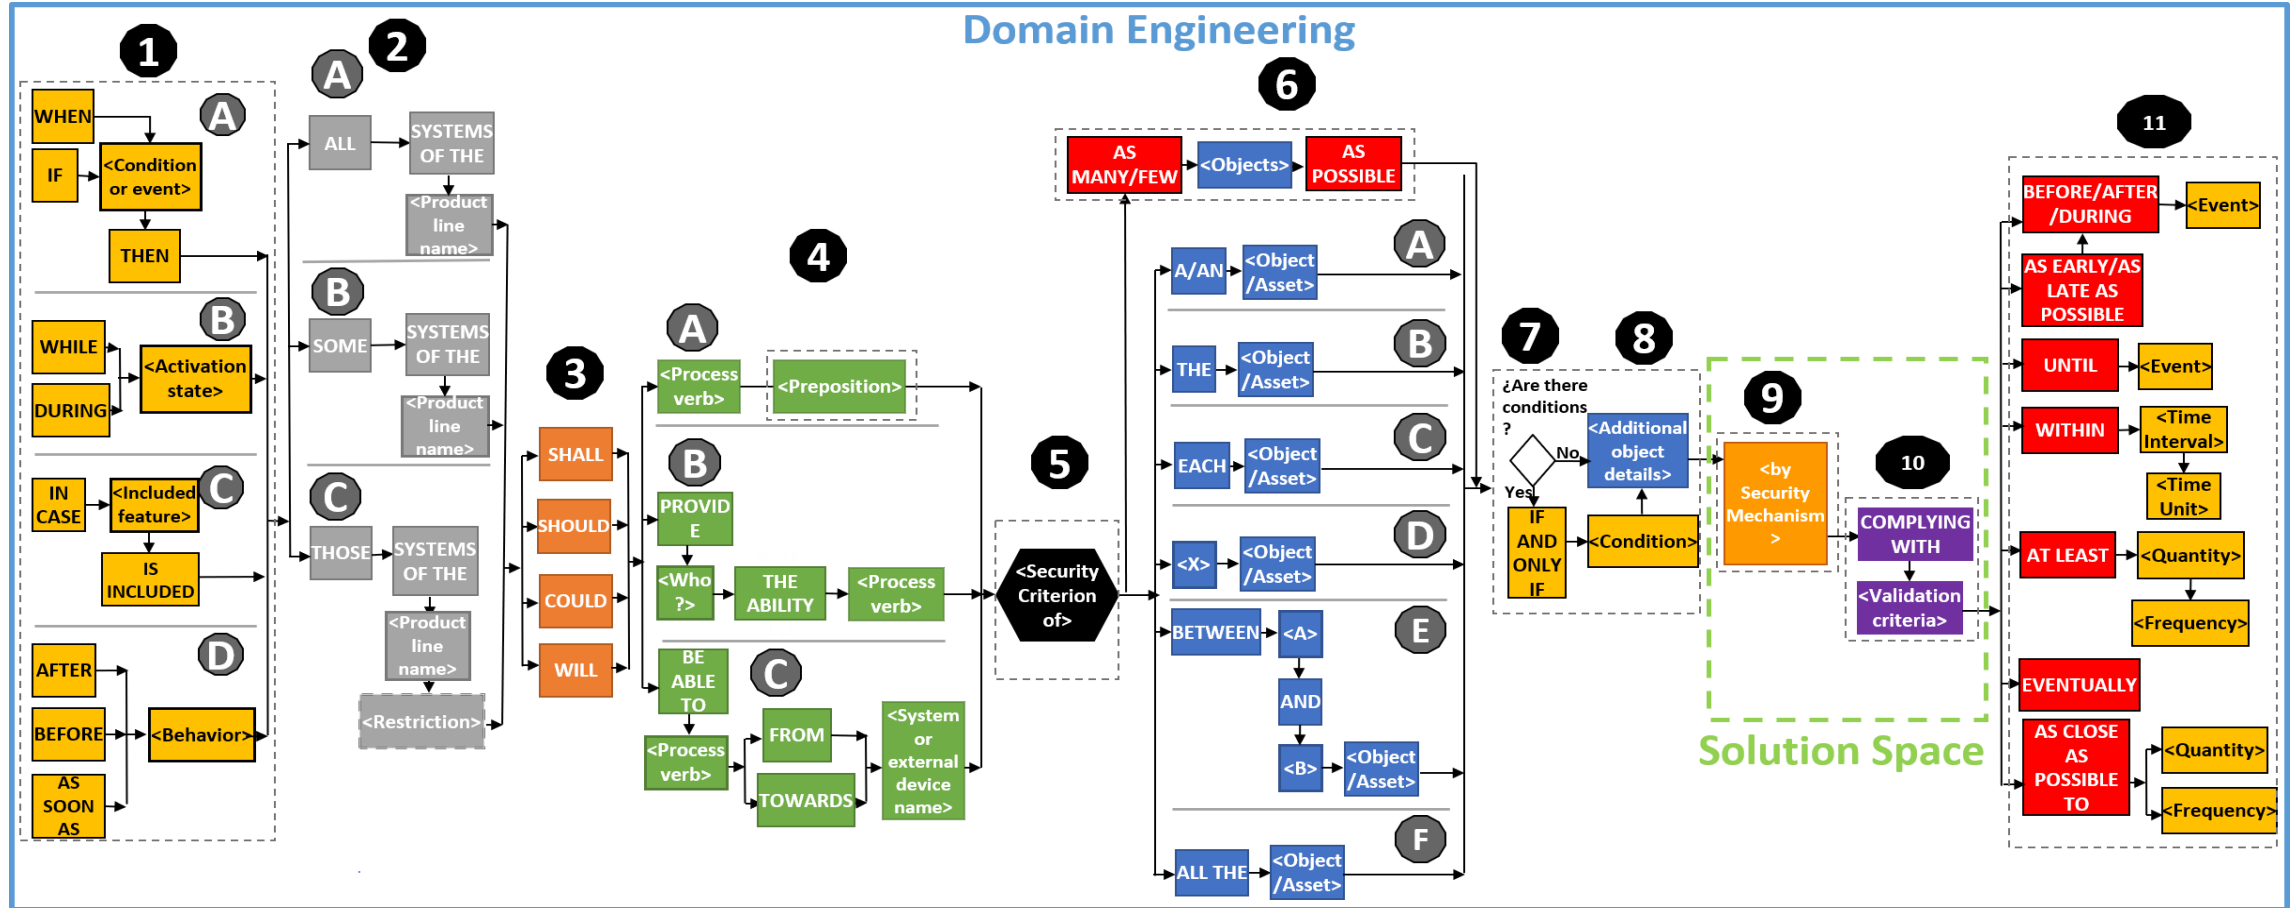 Domain Engineering
1
A
WHEN
IF
<Condition
or event>
THEN
B
WHILE
DURING
<Activation
state>
C
IN
CASE
<Included
feature>
IS
INCLUDED
D
AFTER
BEFORE
AS
SOON
AS
<Behavior>
2
A
ALL
SYSTEMS
OF THE
<Product
line
name>
B
SOME
SYSTEMS
OF THE
<Product
line
name>
C
THOSE
SYSTEMS
OF THE
<Product
line
name>
<Restriction>
3
SHALL
SHOULD
COULD
WILL
4
A
<Process
verb>
<Preposition>
B
PROVID
E
<Who
?>
THE
ABILITY
<Process
verb>
C
BE
ABLE
TO
<Process
verb>
FROM
TOWARDS
<System
or
external
device
name>
5
<Security
Criterion
of>
6
AS
MANY/FEW
<Objects>
AS
POSSIBLE
A
A/AN
<Object
/Asset>
B
THE
<Object
/Asset>
C
EACH
<Object
/Asset>
D
<X>
<Object
/Asset>
E
BETWEEN
<A>
AND
<B>
<Object
/Asset>
F
ALL THE
<Object
/Asset>
7
¿Are there
conditions
?
No
Yes
IF
AND
ONLY
IF
<Condition>
8
<Additional
object
details>
9
<by
Security
Mechanism
>
10
COMPLYING
WITH
<Validation
criteria>
Solution Space
11
BEFORE/AFTER
/DURING
<Event>
AS EARLY/AS
LATE AS
POSSIBLE
UNTIL
<Event>
WITHIN
<Time
Interval>
<Time
Unit>
AT LEAST
<Quantity>
<Frequency>
EVENTUALLY
AS CLOSE
AS
POSSIBLE
TO
<Quantity>
<Frequency>